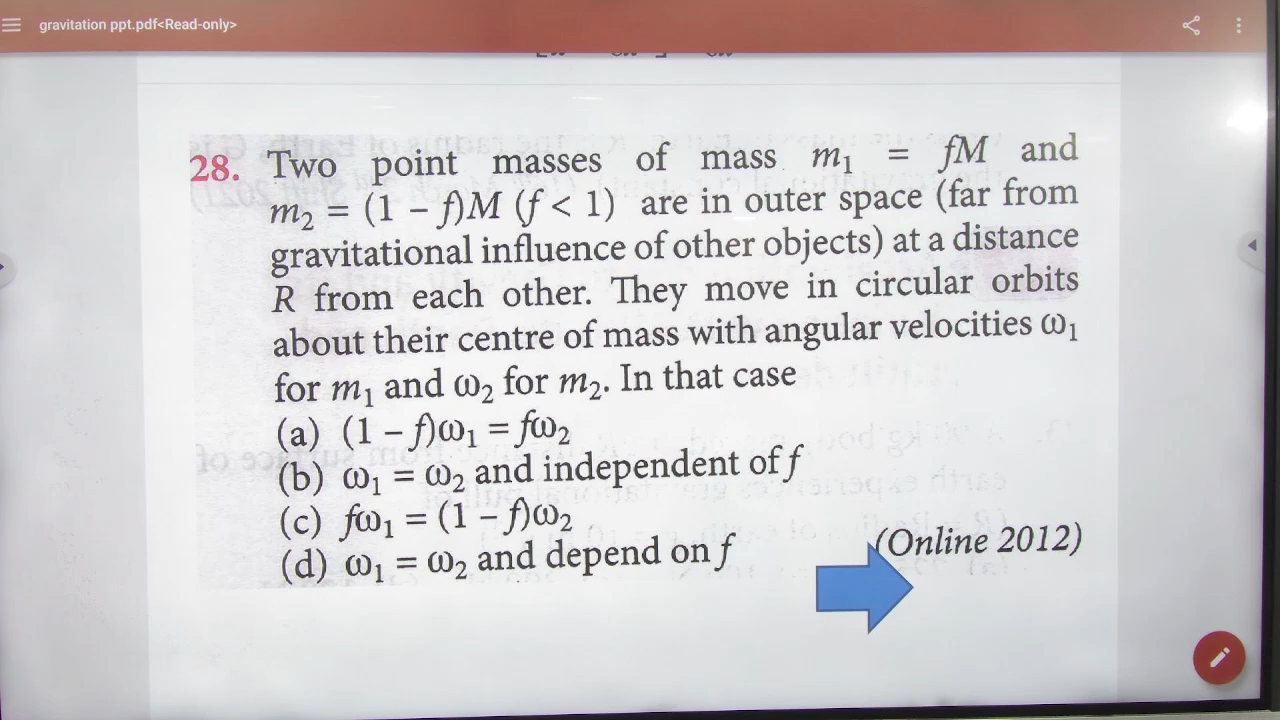 gravitation ppt.pdf<Read-only>
28. Two point masses of mass m₁ = fM and
m₂ = (1 − f)M (f < 1) are in outer space (far from
gravitational influence of other objects) at a distance
R from each other. They move in circular orbits
about their centre of mass with angular velocities ω₁
for m₁ and ω₂ for m₂. In that case
(a) (1 − f)ω₁ = fω₂
(b) ω₁ = ω₂ and independent of f
(c) fω₁ = (1 − f)ω₂
(d) ω₁ = ω₂ and depend on f
(Online 2012)